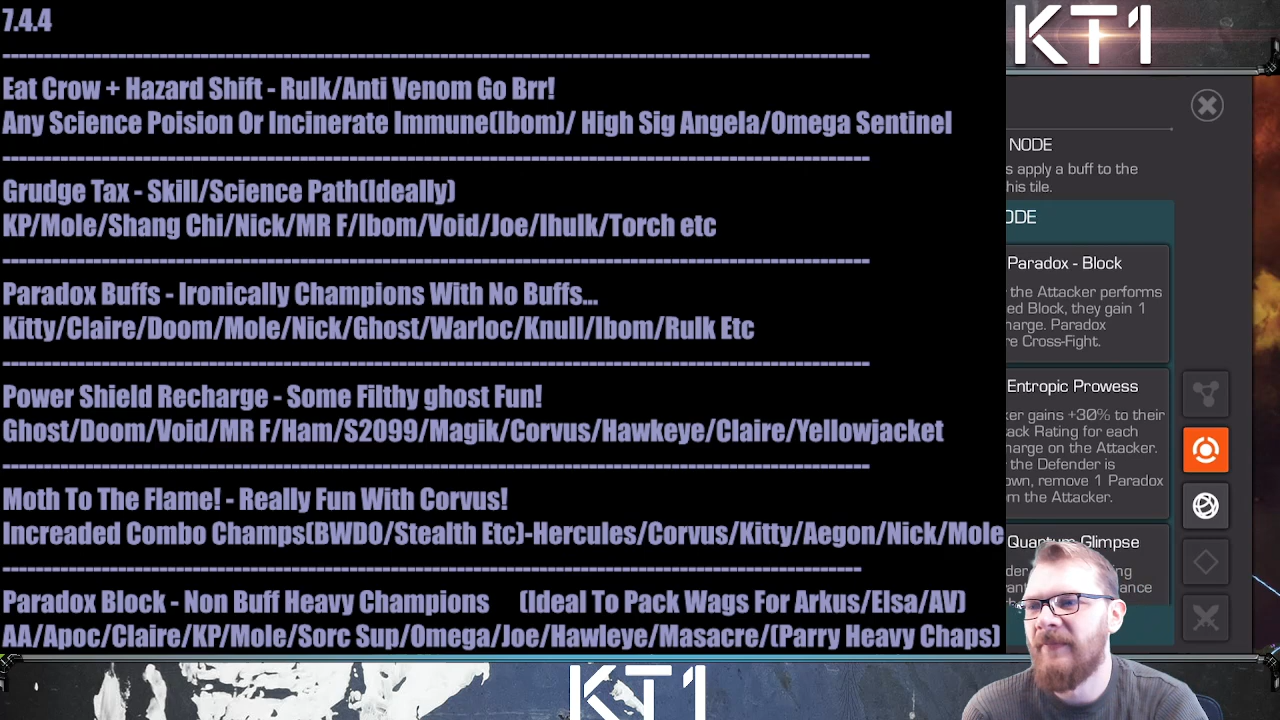 7.4.4
Eat Crow + Hazard Shift - Rulk/Anti Venom Go Brr!
Any Science Poision Or Incinerate Immune(Ibom)/ High Sig Angela/Omega Sentinel
Grudge Tax - Skill/Science Path(Ideally)
KP/Mole/Shang Chi/Nick/MR F/Ibom/Void/Joe/Ihulk/Torch etc
Paradox Buffs - Ironically Champions With No Buffs...
Kitty/Claire/Doom/Mole/Nick/Ghost/Warloc/Knull/Ibom/Rulk Etc
Power Shield Recharge - Some Filthy ghost Fun!
Ghost/Doom/Void/MR F/Ham/S2099/Magik/Corvus/Hawkeye/Claire/Yellowjacket
Moth To The Flame! - Really Fun With Corvus!
Increaded Combo Champs(BWDO/Stealth Etc)-Hercules/Corvus/Kitty/Aegon/Nick/Mole
Paradox Block - Non Buff Heavy Champions (Ideal To Pack Wags For Arkus/Elsa/AV)
AA/Apoc/Claire/KP/Mole/Sorc Sup/Omega/Joe/Hawleye/Masacre/(Parry Heavy Chaps)
KT1
NODE
s apply a buff to the
his tile.
ODE
Paradox - Block
the Attacker performs
ed Block, they gain 1
harge. Paradox
re Cross-Fight.
Entropic Prowess
ker gains +30% to their
ack Rating for each
harge on the Attacker.
the Defender is
own, remove 1 Paradox
om the Attacker.
Quantum Glimpse
KT1